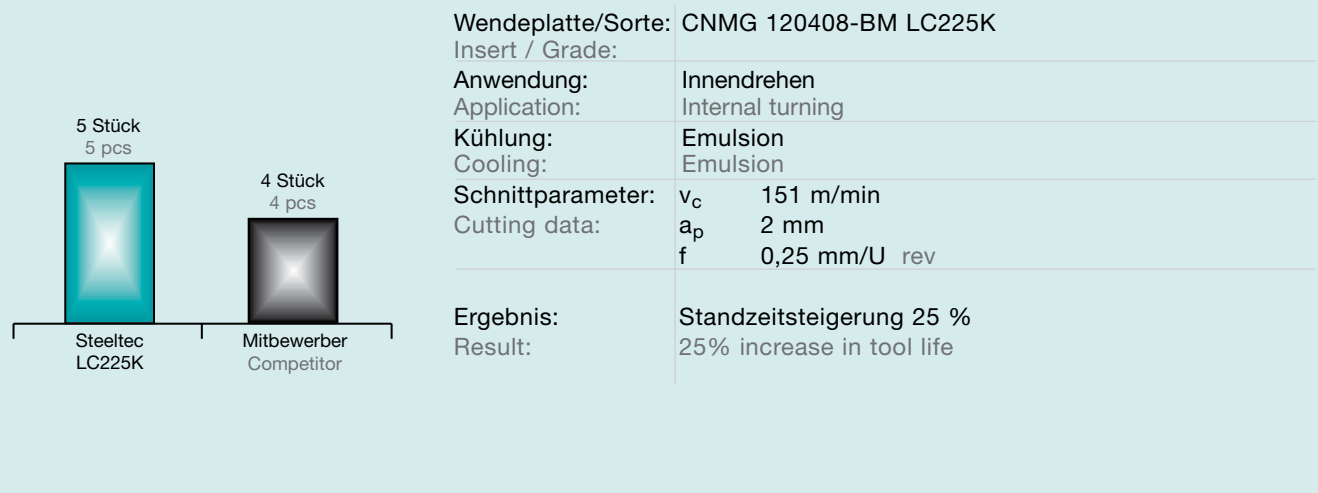 5 Stück
5 pcs
4 Stück
4 pcs
Steeltec
LC225K
Mitbewerber
Competitor
Wendeplatte/Sorte: CNMG 120408-BM LC225K
Insert / Grade:
Anwendung: Innendrehen
Application: Internal turning
Kühlung: Emulsion
Cooling: Emulsion
Schnittparameter: vc 151 m/min
Cutting data: ap 2 mm
f 0,25 mm/U rev
Ergebnis: Standzeitsteigerung 25 %
Result: 25% increase in tool life